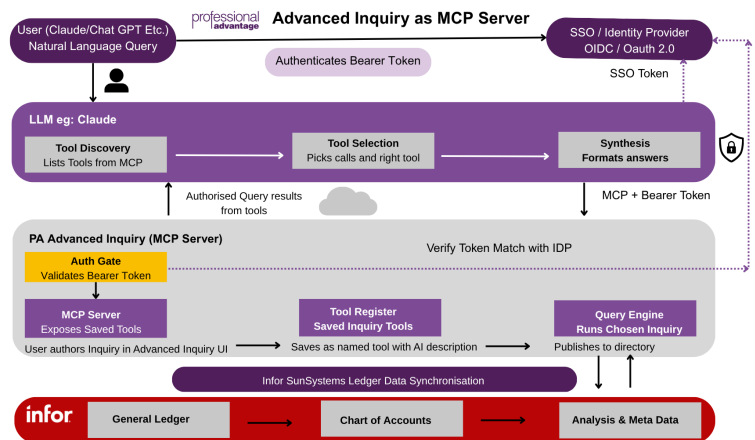 professional
advantage
Advanced Inquiry as MCP Server
User (Claude/Chat GPT Etc.)
Natural Language Query
Authenticates Bearer Token
SSO / Identity Provider
OIDC / Oauth 2.0
SSO Token
LLM eg: Claude
Tool Discovery
Lists Tools from MCP
Tool Selection
Picks calls and right tool
Synthesis
Formats answers
Authorised Query results
from tools
MCP + Bearer Token
PA Advanced Inquiry (MCP Server)
Verify Token Match with IDP
Auth Gate
Validates Bearer Token
MCP Server
Exposes Saved Tools
Tool Register
Saved Inquiry Tools
Query Engine
Runs Chosen Inquiry
User authors Inquiry in Advanced Inquiry UI
Saves as named tool with AI description
Publishes to directory
Infor SunSystems Ledger Data Synchronisation
infor
General Ledger
Chart of Accounts
Analysis & Meta Data